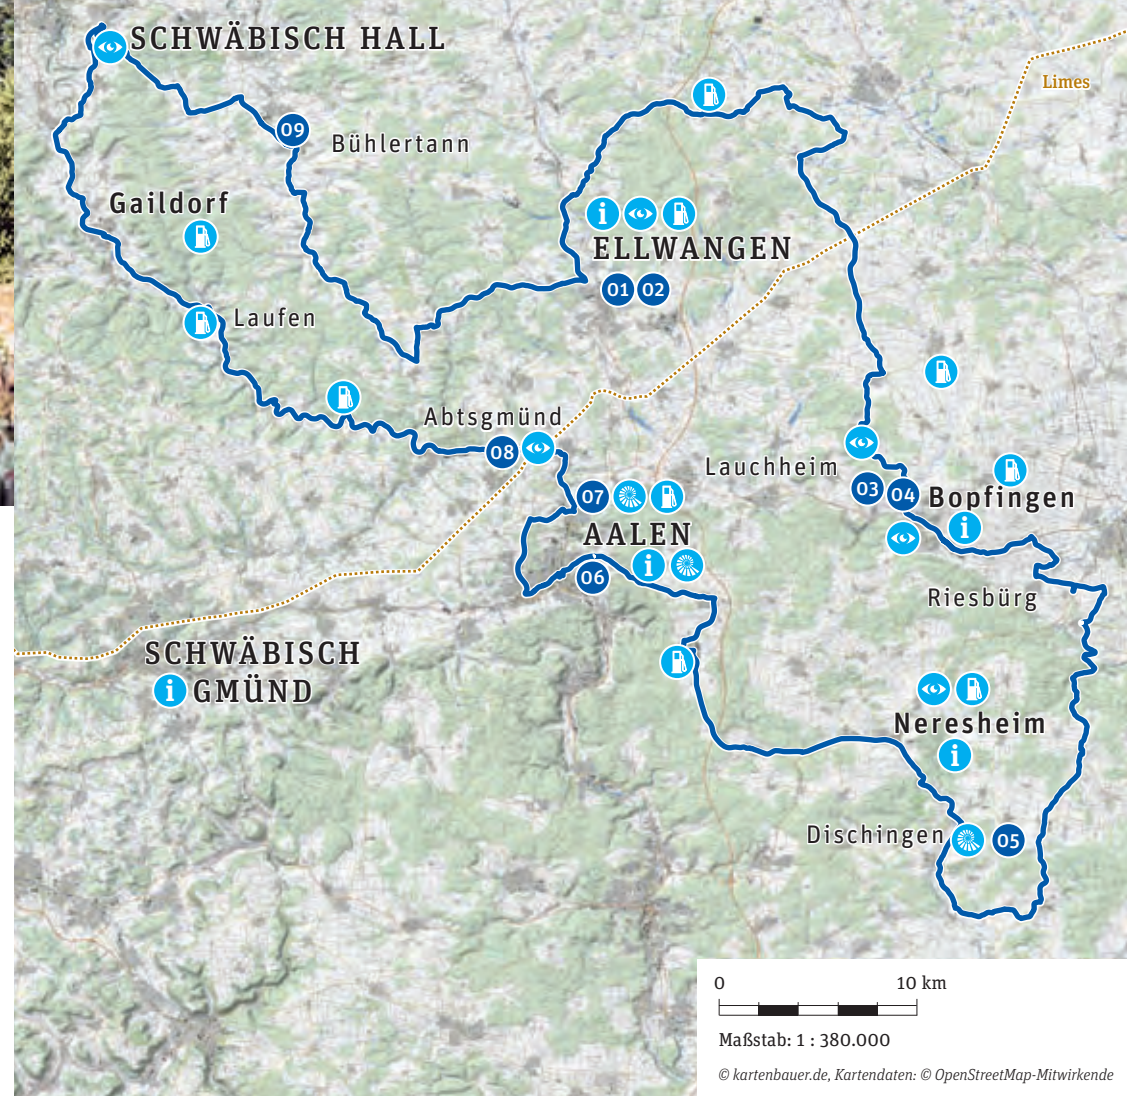 SCHWÄBISCH HALL
Limes
09
Bühlertann
Gaildorf
ELLWANGEN
01 02
Laufen
Abtsgmünd
08
Lauchheim
03 04
Bopfingen
07
AALEN
06
Riesbürg
SCHWÄBISCH
GMÜND
Neresheim
Dischingen
05
0 10 km
Maßstab: 1 : 380.000
© kartenbauer.de, Kartendaten: © OpenStreetMap-Mitwirkende